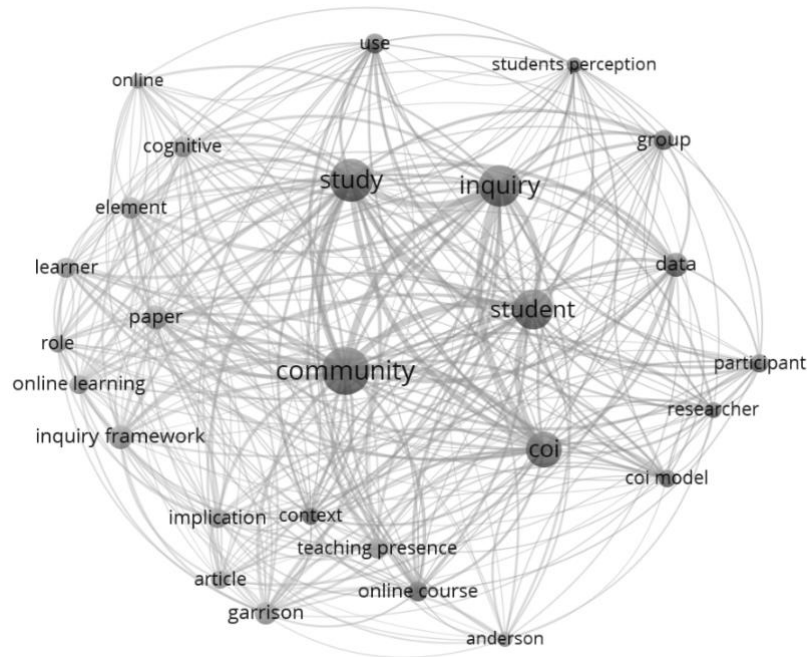 use
students perception
online
cognitive
group
study
inquiry
element
learner
data
student
paper
role
participant
community
online learning
researcher
inquiry framework
coi
coi model
implication
context
teaching presence
article
online course
garrison
anderson